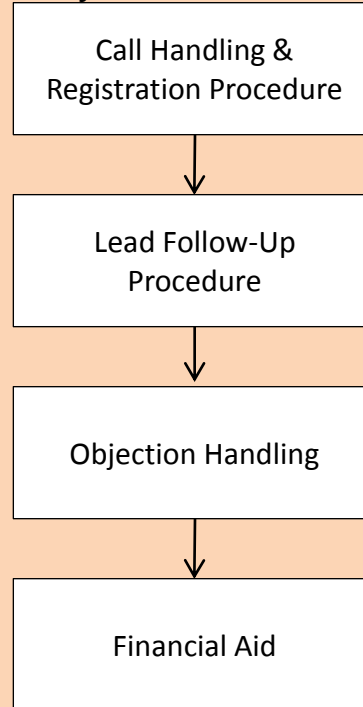 Call Handling &
Registration Procedure
Lead Follow-Up
Procedure
Objection Handling
Financial Aid